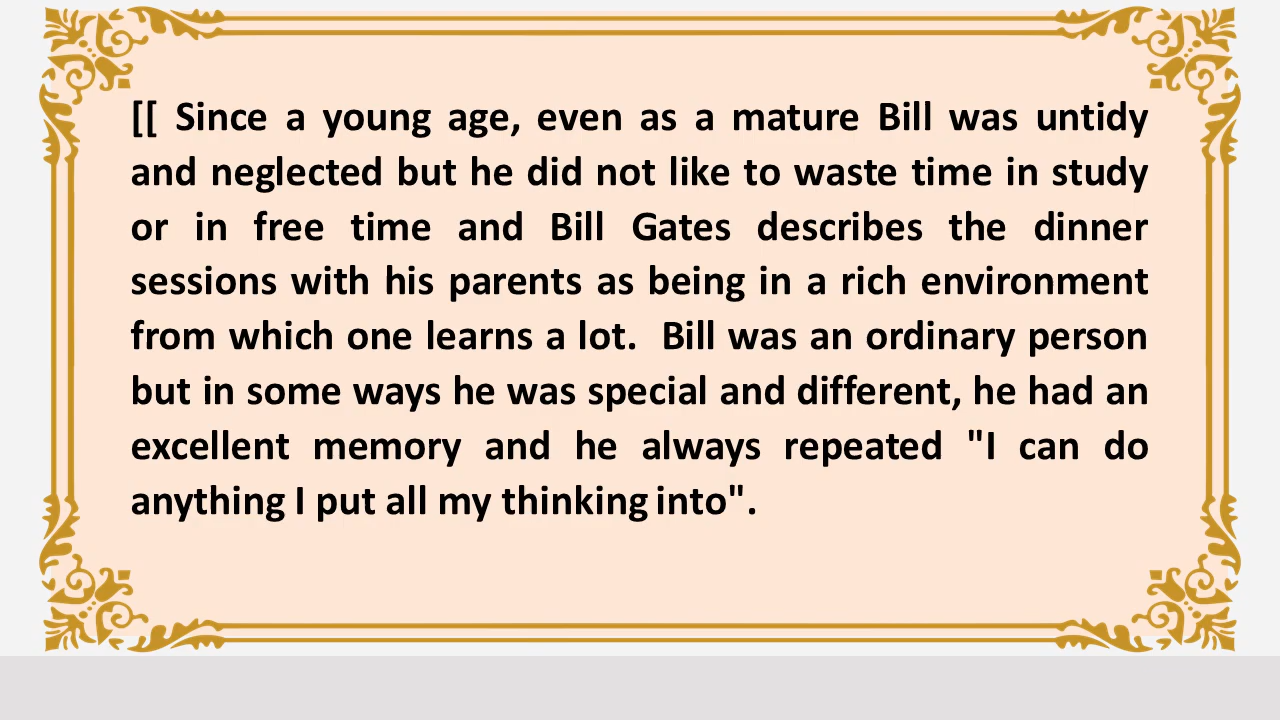 [[ Since a young age, even as a mature Bill was untidy
and neglected but he did not like to waste time in study
or in free time and Bill Gates describes the dinner
sessions with his parents as being in a rich environment
from which one learns a lot.  Bill was an ordinary person
but in some ways he was special and different, he had an
excellent memory and he always repeated "I can do
anything I put all my thinking into".